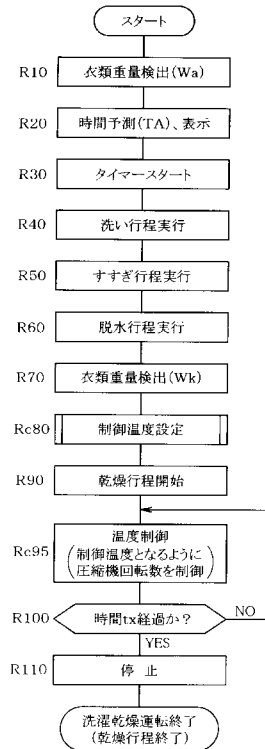 スタート
R10 衣類重量検出(Wa)
R20 時間予測(TA)、表示
R30 タイマースタート
R40 洗い行程実行
R50 すすぎ行程実行
R60 脱水行程実行
R70 衣類重量検出(Wk)
Rc80 制御温度設定
R90 乾燥行程開始
温度制御
Rc95 (制御温度となるように
圧縮機回転数を制御)
R100 時間tx経過か? NO
YES
R110 停 止
洗濯乾燥運転終了
(乾燥行程終了)